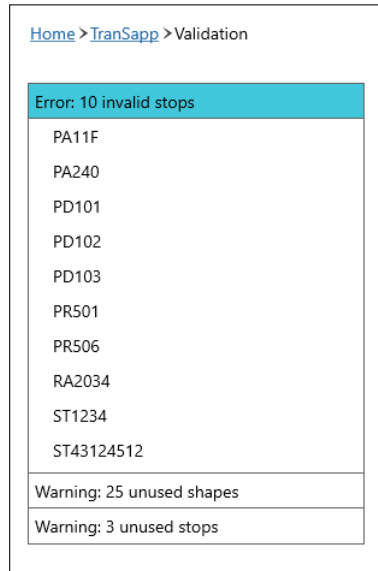 Home > TranSapp > Validation
Error: 10 invalid stops
PA11F
PA240
PD101
PD102
PD103
PR501
PR506
RA2034
ST1234
ST43124512
Warning: 25 unused shapes
Warning: 3 unused stops